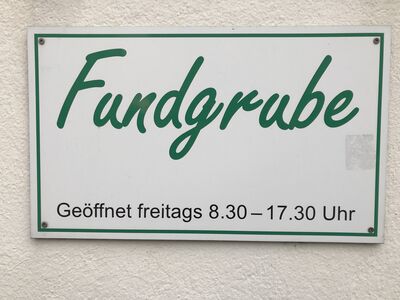 Fundgrube
Geöffnet freitags 8.30 – 17.30 Uhr